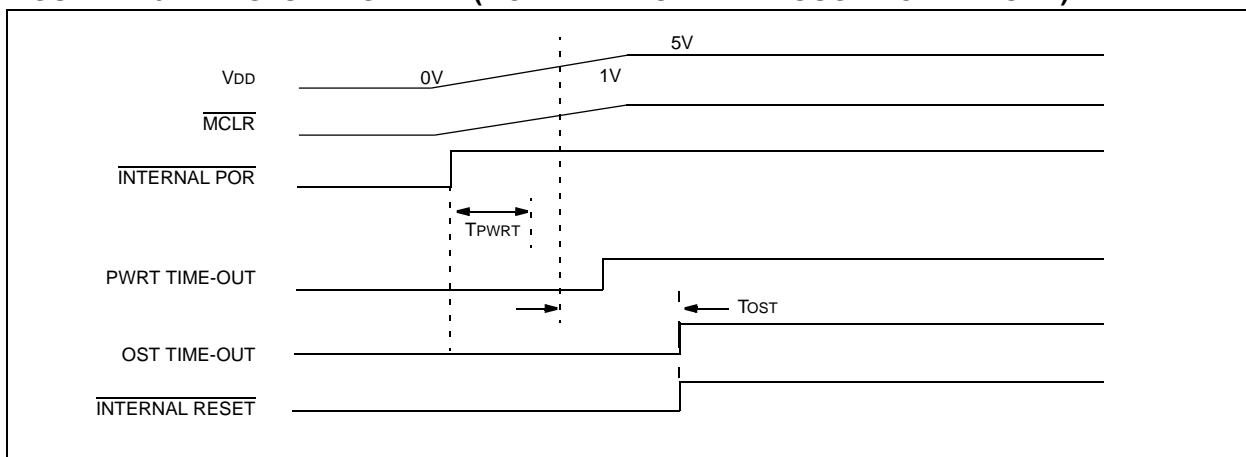 5V
VDD
0V
1V
MCLR
INTERNAL POR
TPWRT
PWRT TIME-OUT
TOST
OST TIME-OUT
INTERNAL RESET